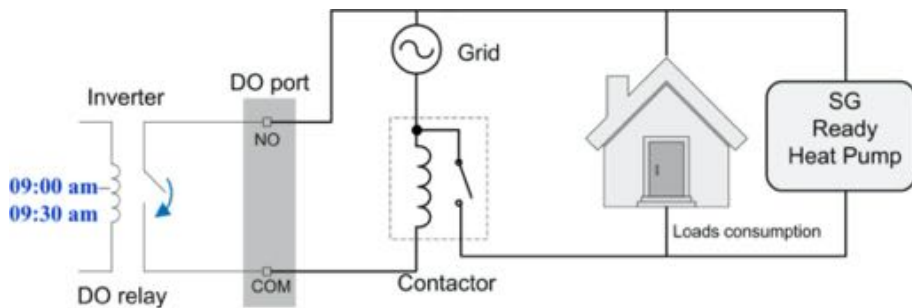 Grid
DO port
Inverter
NO
SG
Ready
Heat Pump
09:00 am
09:30 am
Loads consumption
COM
Contactor
DO relay